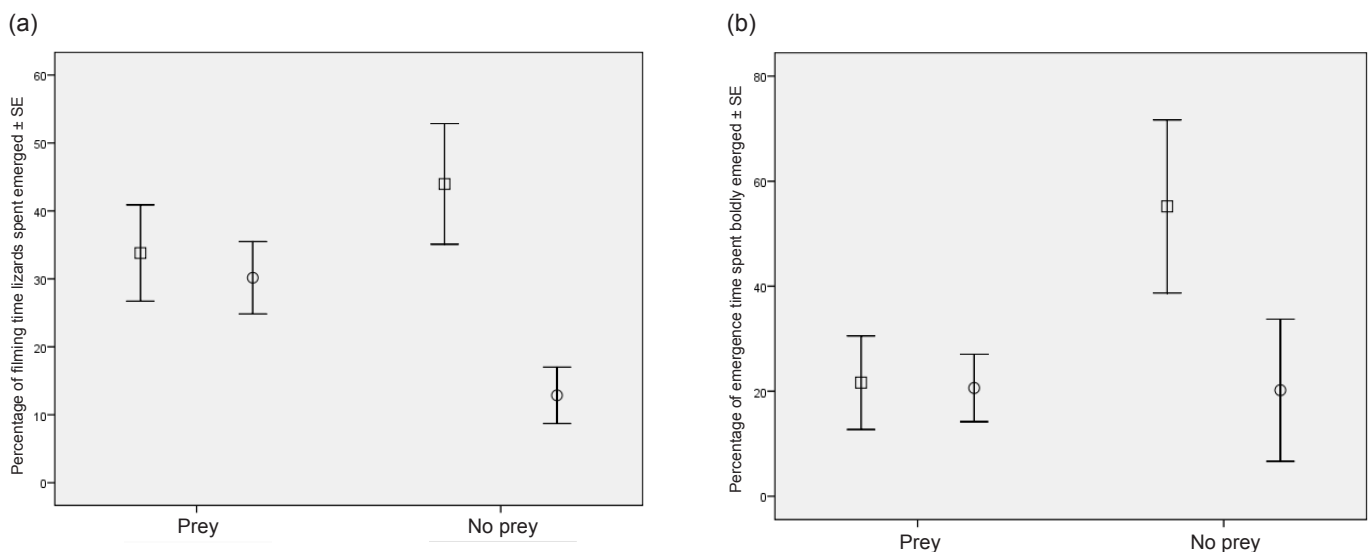 (a)
Percentage of filming time lizards spent emerged ± SE
60
50
40
30
20
10
0
Prey No prey
(b)
Percentage of emergence time spent boldly emerged ± SE
80
60
40
20
0
Prey No prey